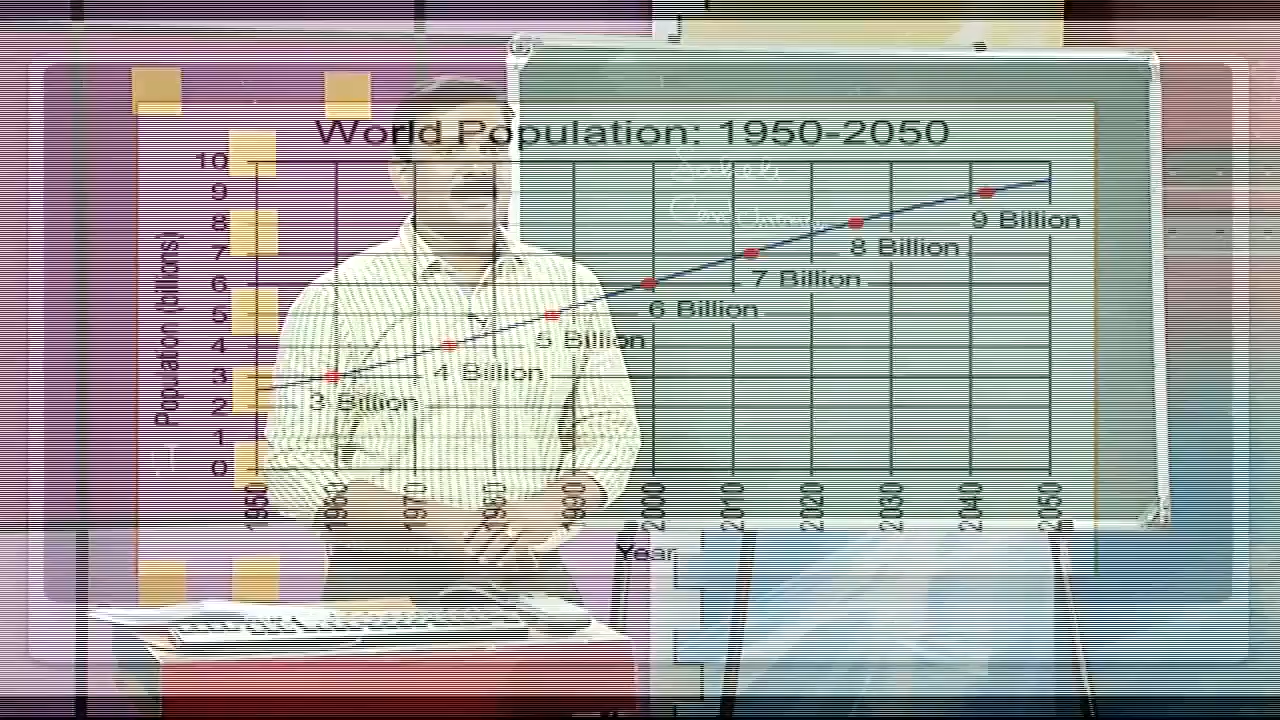 World Population: 1950-2050
10
9
8
7
6
5
4
3
2
1
0
Population (billions)
3 Billion
4 Billion
5 Billion
6 Billion
7 Billion
8 Billion
9 Billion
1950
1960
1970
1980
1990
2000
2010
2020
2030
2040
2050
Year